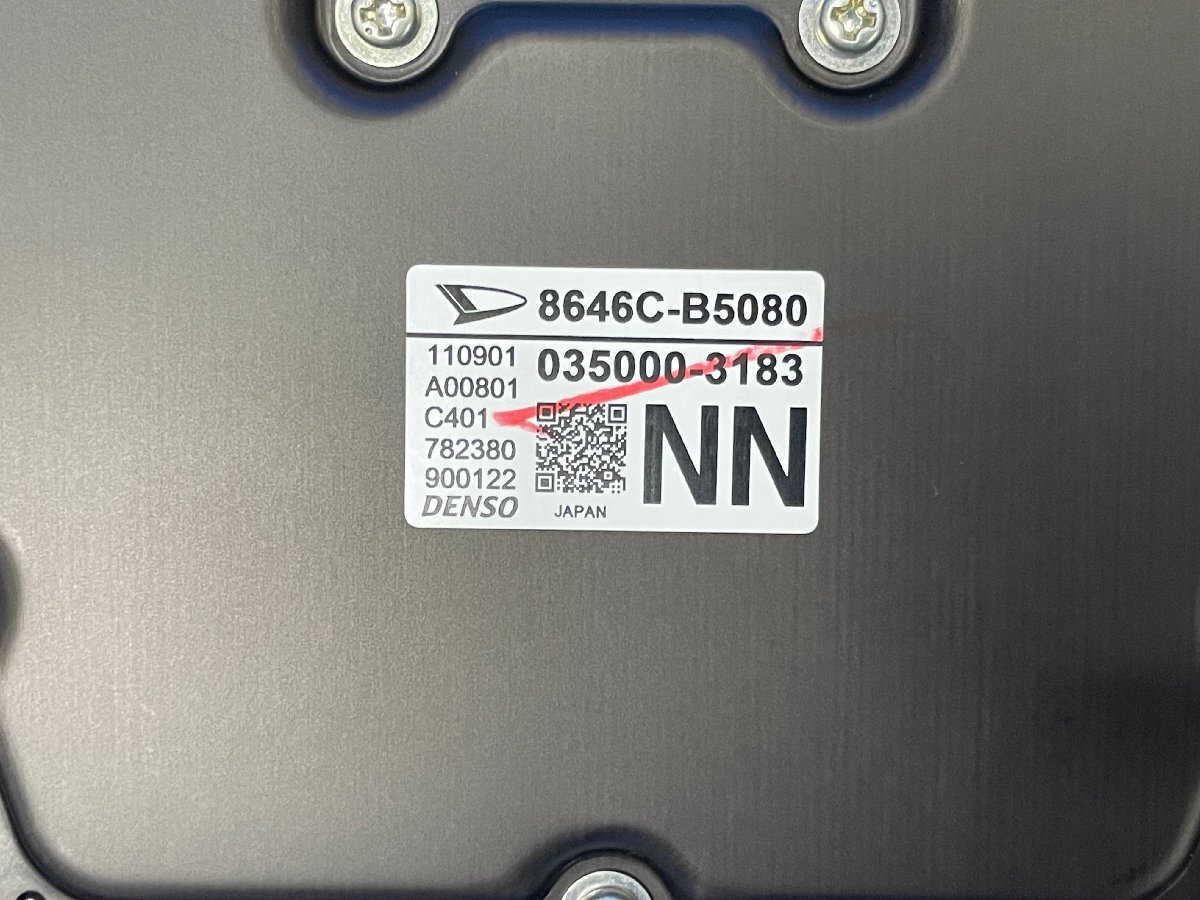 8646C-B5080
110901
035000-3183
A00801
C401
782380
900122
NN
DENSO
JAPAN